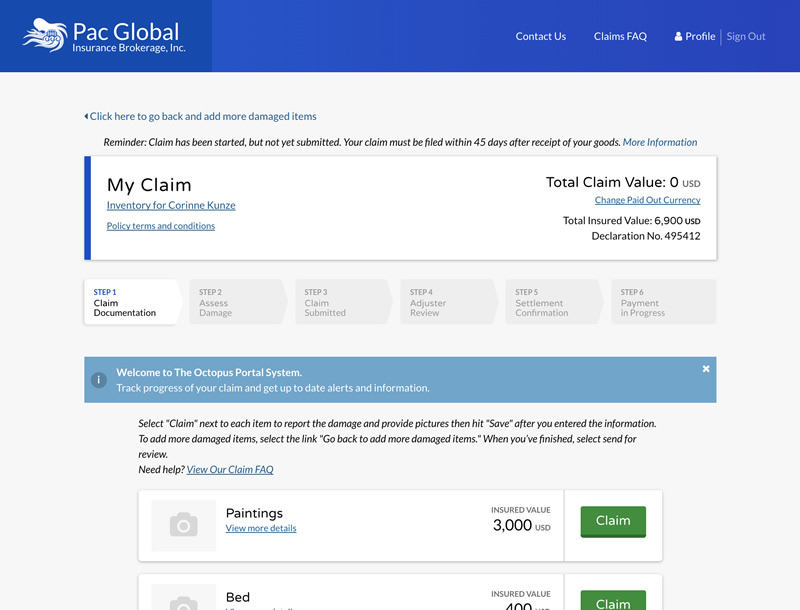 Pac Global
Insurance Brokerage, Inc.
Contact Us
Claims FAQ
Profile
Sign Out
Click here to go back and add more damaged items
Reminder: Claim has been started, but not yet submitted. Your claim must be filed within 45 days after receipt of your goods. More Information
My Claim
Inventory for Corinne Kunze
Policy terms and conditions
Total Claim Value: 0 USD
Change Paid Out Currency
Total Insured Value: 6,900 USD
Declaration No. 495412
STEP 1
Claim
Documentation
STEP 2
Assess
Damage
STEP 3
Claim
Submitted
STEP 4
Adjuster
Review
STEP 5
Settlement
Confirmation
STEP 6
Payment
in Progress
Welcome to The Octopus Portal System.
Track progress of your claim and get up to date alerts and information.
Select "Claim" next to each item to report the damage and provide pictures then hit "Save" after you entered the information.
To add more damaged items, select the link "Go back to add more damaged items." When you've finished, select send for
review.
Need help? View Our Claim FAQ
Paintings
View more details
INSURED VALUE
3,000 USD
Claim
Bed
INSURED VALUE
400 USD
Claim